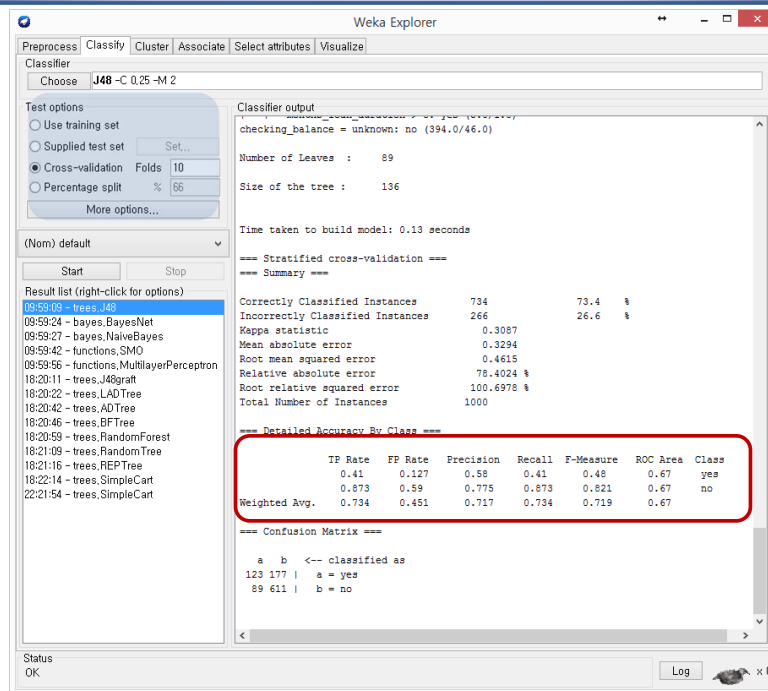 Weka Explorer
Preprocess Classify Cluster Associate Select attributes Visualize
Classifier
Choose J48 -C 0,25 -M 2
Test options
Use training set
Supplied test set Set...
Cross-validation Folds 10
Percentage split % 66
More options...
(Nom) default
Start Stop
Result list (right-click for options)
09:59:09 - trees,J48
09:59:24 - bayes,BayesNet
09:59:27 - bayes,NaiveBayes
09:59:42 - functions,SMO
09:59:56 - functions,MultilayerPerceptron
18:20:11 - trees,J48graft
18:20:22 - trees,LADTree
18:20:42 - trees,ADTree
18:20:46 - trees,BFTree
18:20:59 - trees,RandomForest
18:21:09 - trees,RandomTree
18:21:16 - trees,REPTree
18:22:14 - trees,SimpleCart
22:21:54 - trees,SimpleCart
Classifier output
checking_balance = unknown: no (394.0/46.0)
Number of Leaves : 89
Size of the tree : 136
Time taken to build model: 0.13 seconds
=== Stratified cross-validation ===
=== Summary ===
Correctly Classified Instances 734 73.4 %
Incorrectly Classified Instances 266 26.6 %
Kappa statistic 0.3087
Mean absolute error 0.3294
Root mean squared error 0.4615
Relative absolute error 78.4024 %
Root relative squared error 100.6978 %
Total Number of Instances 1000
=== Detailed Accuracy By Class ===
TP Rate FP Rate Precision Recall F-Measure ROC Area Class
0.41 0.127 0.58 0.41 0.48 0.67 yes
0.873 0.59 0.775 0.873 0.821 0.67 no
Weighted Avg. 0.734 0.451 0.717 0.734 0.719 0.67
=== Confusion Matrix ===
a b <-- classified as
123 177 | a = yes
89 611 | b = no
Status
OK
Log